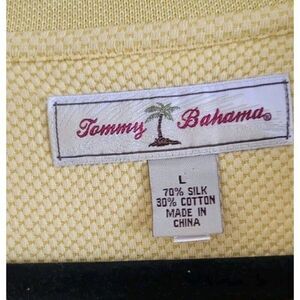 Tommy Bahama®
L
70% SILK
30% COTTON
MADE IN
CHINA